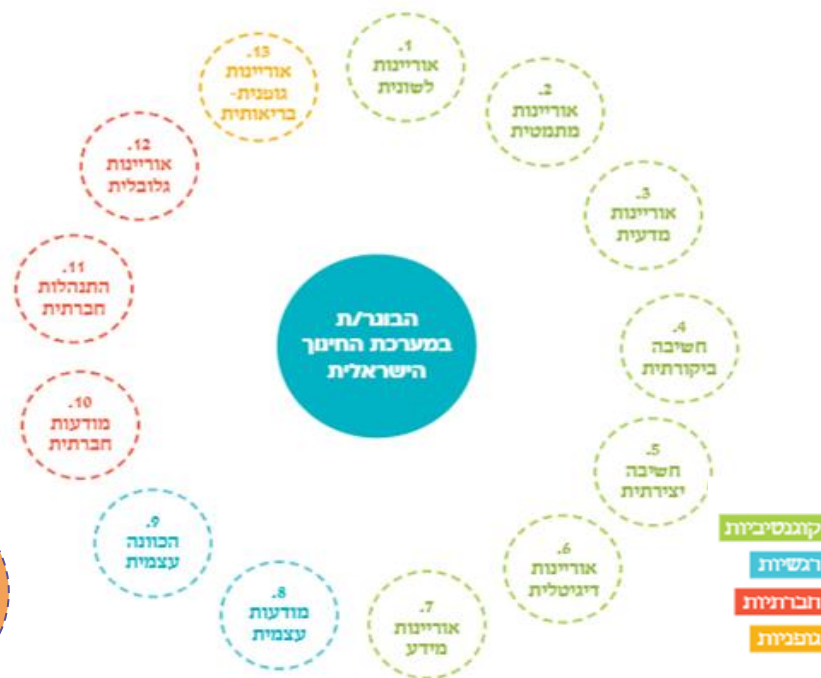 1.
אוריינות
לשונית
2.
אוריינות
מתמטית
3.
אוריינות
מדעית
4.
חשיבה
ביקורתית
5.
חשיבה
יצירתית
6.
אוריינות
דיגיטלית
7.
אוריינות
מידע
8.
מודעות
עצמית
9.
הכוונה
עצמית
10.
מודעות
חברתית
11.
התנהלות
חברתית
12.
אוריינות
גלובלית
13.
אוריינות
גופנית-
בריאותית
הבוגר/ת
במערכת החינוך
הישראלית
קוגנטיביות
רגשיות
חברתיות
גופניות